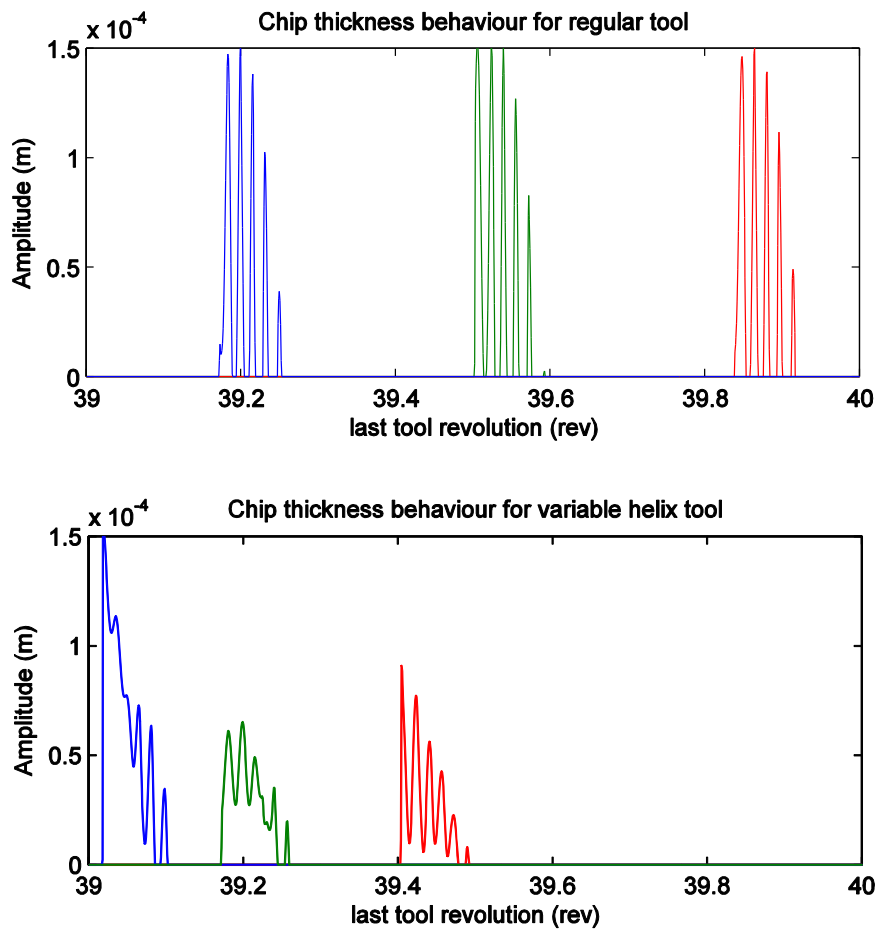 Chip thickness behaviour for regular tool
x 10-4
1.5
1
0.5
0
Amplitude (m)
39
39.2
39.4
39.6
39.8
40
last tool revolution (rev)
Chip thickness behaviour for variable helix tool
x 10-4
1.5
1
0.5
0
Amplitude (m)
39
39.2
39.4
39.6
39.8
40
last tool revolution (rev)